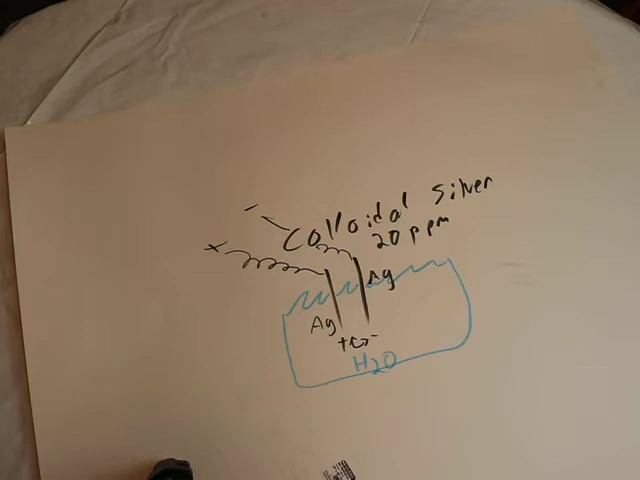 Colloidal Silver
20 ppm
- 
+
Ag
Ag
+ -
H2O